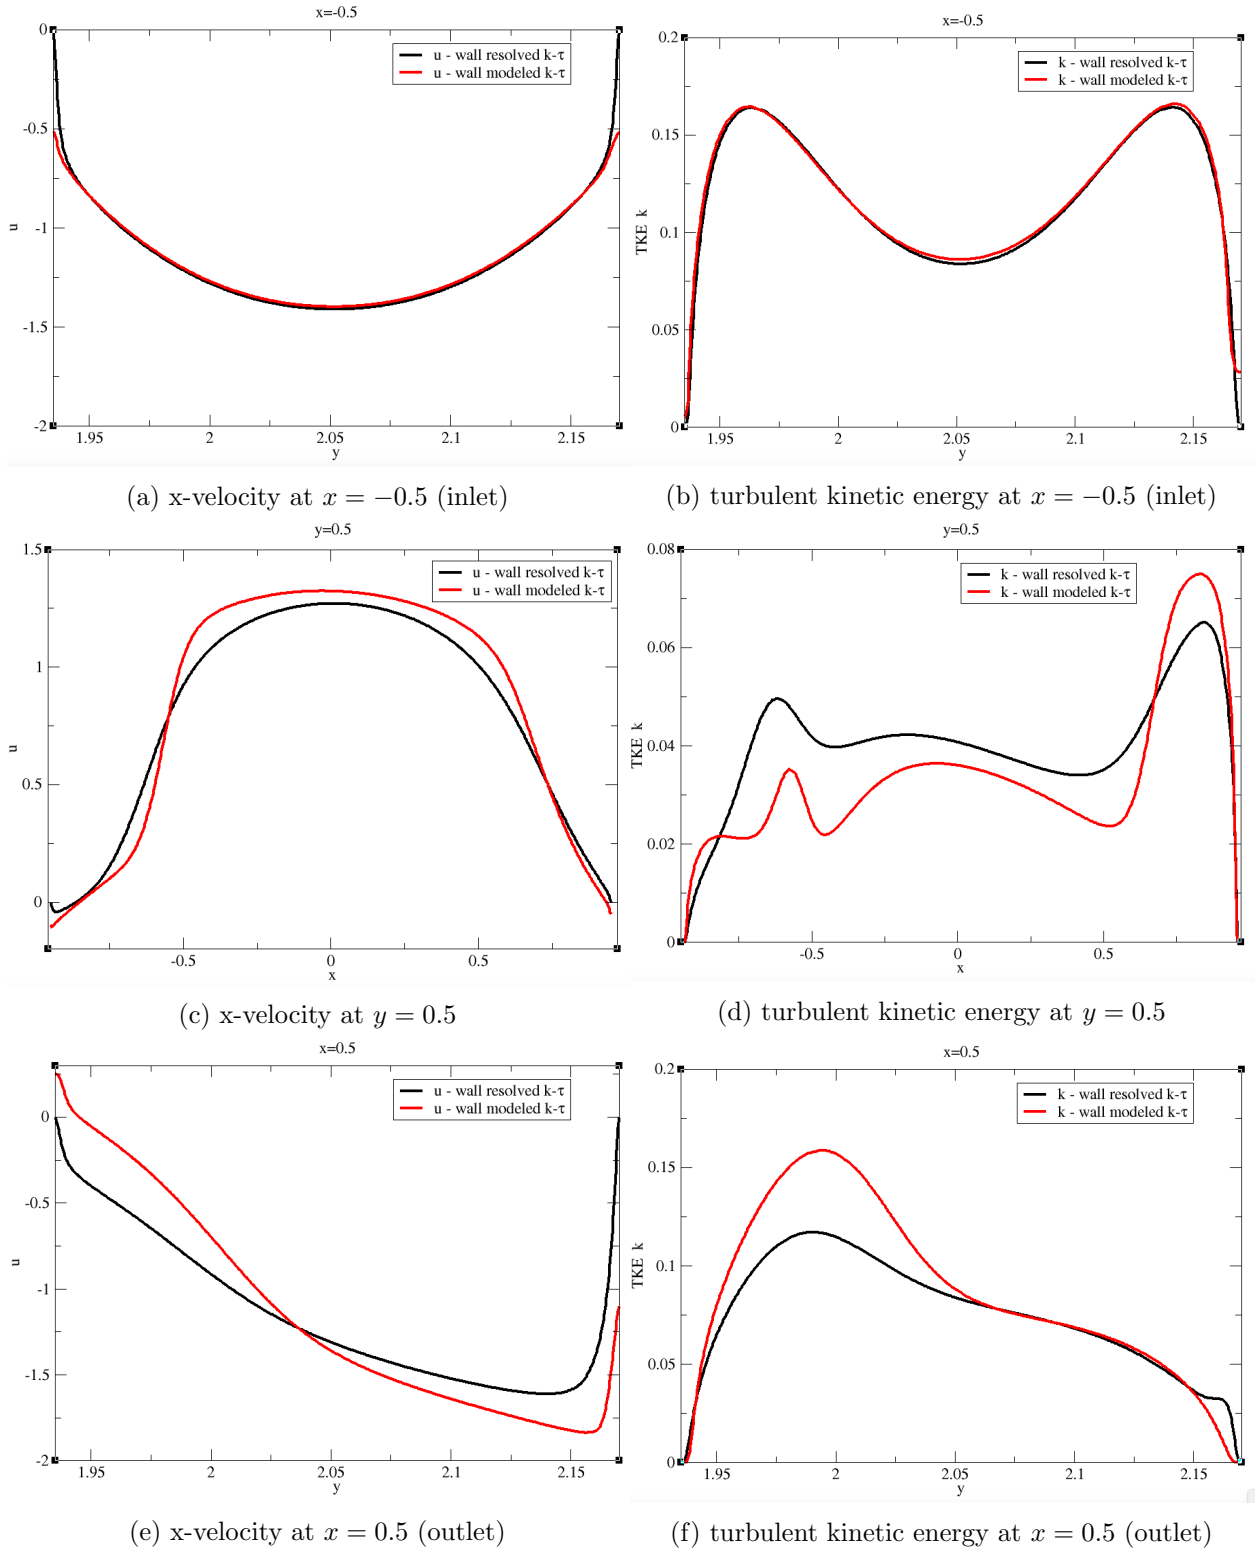 x=-0.5
u - wall resolved k-τ
u - wall modeled k-τ
0
-0.5
-1
-1.5
-2
u
1.95
2
2.05
2.1
2.15
y
x=-0.5
k - wall resolved k-τ
k - wall modeled k-τ
0.2
0.15
0.1
0.05
0
TKE k
1.95
2
2.05
2.1
2.15
y
(a) x-velocity at x = −0.5 (inlet)
(b) turbulent kinetic energy at x = −0.5 (inlet)
y=0.5
u - wall resolved k-τ
u - wall modeled k-τ
1.5
1
0.5
0
u
-0.5
0
0.5
x
y=0.5
k - wall resolved k-τ
k - wall modeled k-τ
0.08
0.06
0.04
0.02
0
TKE k
-0.5
0
0.5
x
(c) x-velocity at y = 0.5
(d) turbulent kinetic energy at y = 0.5
x=0.5
u - wall resolved k-τ
u - wall modeled k-τ
0
-0.5
-1
-1.5
-2
u
1.95
2
2.05
2.1
2.15
y
x=0.5
k - wall resolved k-τ
k - wall modeled k-τ
0.2
0.15
0.1
0.05
0
TKE k
1.95
2
2.05
2.1
2.15
y
(e) x-velocity at x = 0.5 (outlet)
(f) turbulent kinetic energy at x = 0.5 (outlet)